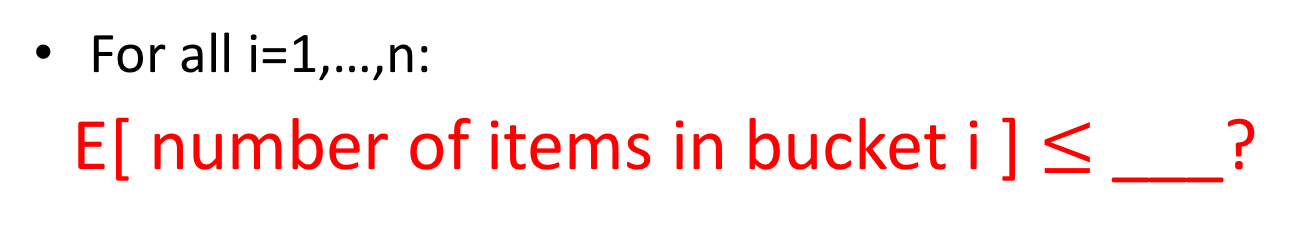 • For all i=1,...,n:
E[ number of items in bucket i ] ≤ ___?